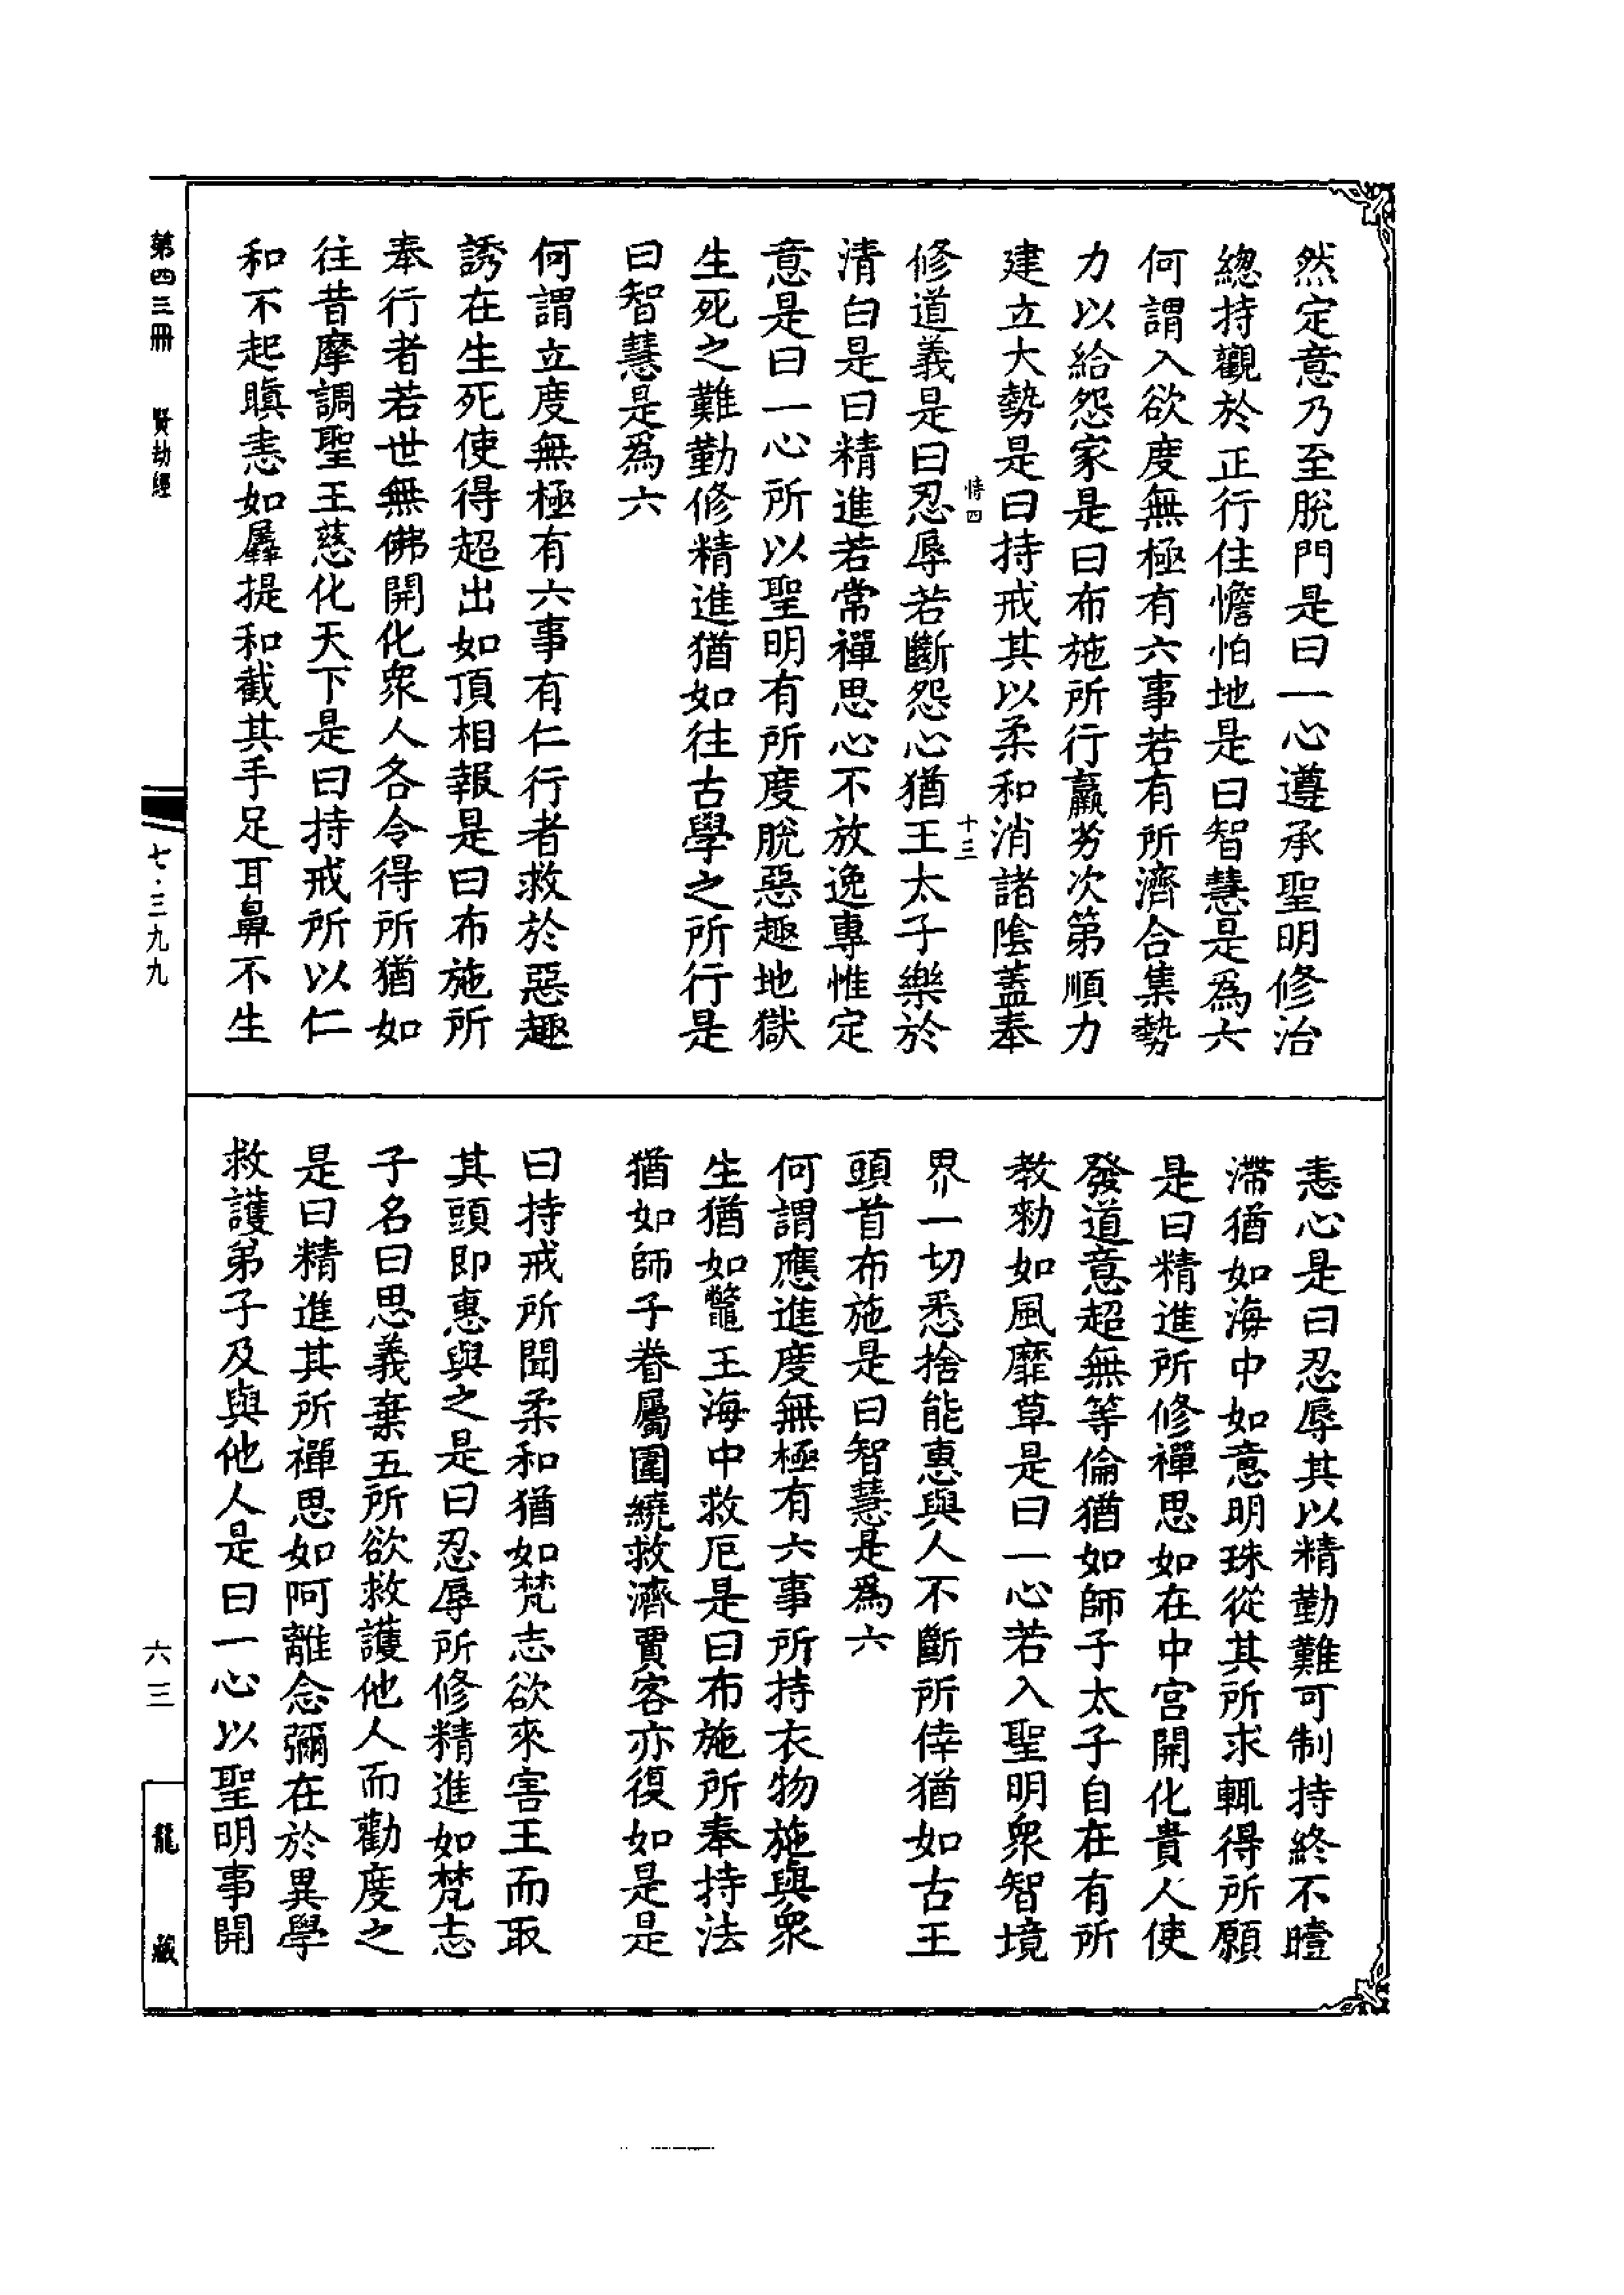 然定意乃至脫門是曰一心遵承聖明修治
緫持觀於正行住憺怕地是曰智慧是爲六
何謂入欲度無極有六事若有所濟合集勢
力以給怨家是曰布施所行羸劣次第順力
建立大勢是曰持戒其以柔和消諸陰蓋奉
恃四
十三
修道義是曰忍辱若斷怨心猶王太子樂於
清白是曰精進若常禪思心不放逸專惟定
意是曰一心所以聖明有所度脫惡趣地獄
生死之難勤修精進猶如往古學之所行是
曰智慧是爲六
何謂立度無極有六事有仁行者救於惡趣
誘在生死使得超出如頂相報是曰布施所
奉行者若世無佛開化衆人各令得所猶如
往昔摩調聖王慈化天下是曰持戒所以仁
和不起瞋恚如羼提和截其手足耳鼻不生
恚心是曰忍辱其以精勤難可制持終不曀
滯猶如海中如意明珠從其所求輒得所願
是曰精進所修禪思如在中宮開化貴人使
發道意超無等倫猶如師子太子自在有所
教勑如風靡草是曰一心若入聖明衆智境
界一切悉捨能惠與人不斷所倖猶如古王
頭首布施是曰智慧是爲六
何謂應進度無極有六事所持衣物施與衆
生猶如鼈王海中救厄是曰布施所奉持法
猶如師子眷屬圍繞救濟賈客亦復如是是
曰持戒所聞柔和猶如梵志欲來害王而取
其頭即惠與之是曰忍辱所修精進如梵志
子名曰思義棄五所欲救護他人而勸度之
是曰精進其所禪思如阿離念彌在於異學
救護弟子及與他人是曰一心以聖明事開
第四三冊 賢劫經
七·三九九
六三
龍藏